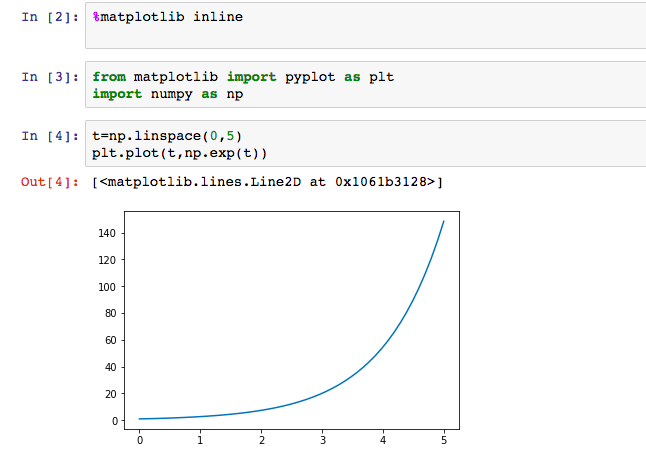 In [2]: %matplotlib inline
In [3]: from matplotlib import pyplot as plt
import numpy as np
In [4]: t=np.linspace(0,5)
plt.plot(t,np.exp(t))
Out[4]: [<matplotlib.lines.Line2D at 0x1061b3128>]
140
120
100
80
60
40
20
0
0 1 2 3 4 5